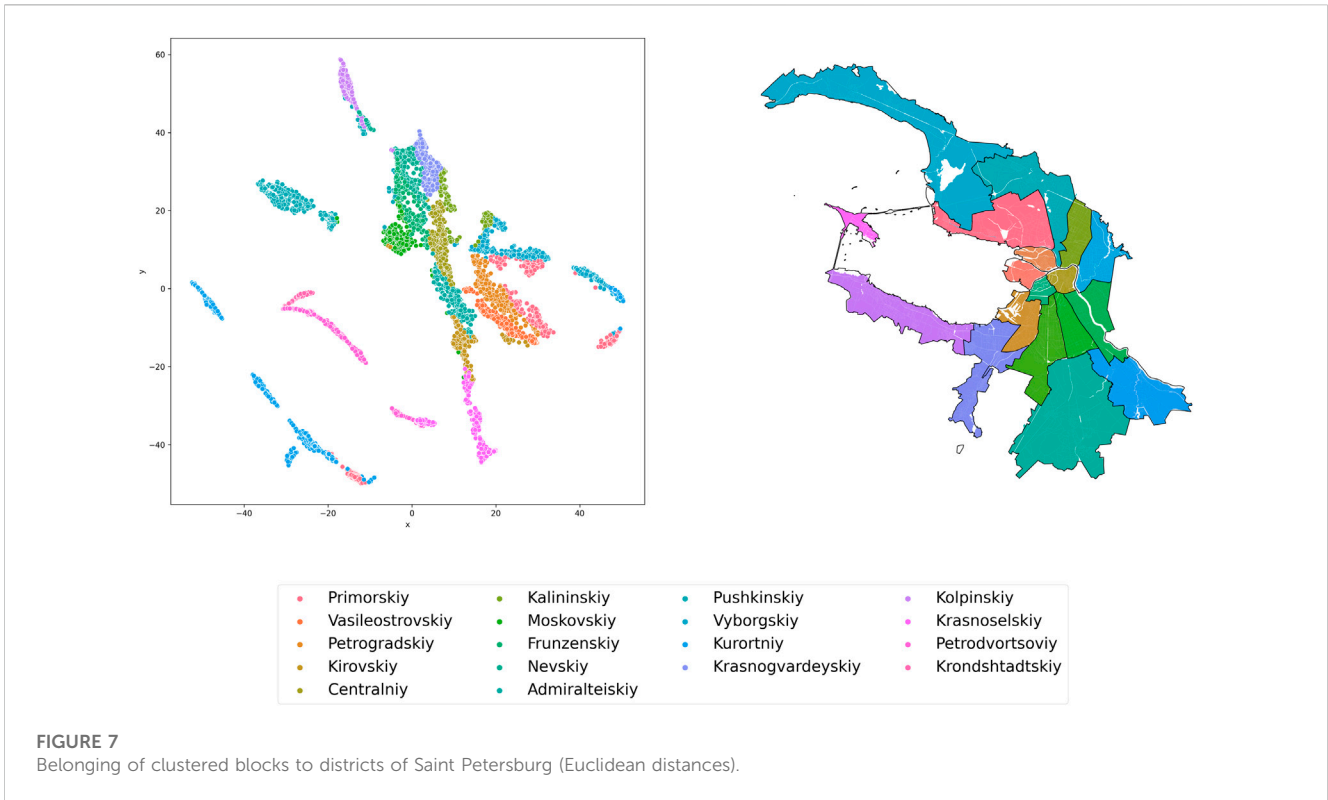 60
40
20
0
−20
−40
y
−40
−20
0
20
40
x
Primorskiy
Vasileostrovskiy
Petrogradskiy
Kirovskiy
Centralniy
Kalininskiy
Moskovskiy
Frunzenskiy
Nevskiy
Admiralteiskiy
Pushkinskiy
Vyborgskiy
Kurortniy
Krasnogvardeyskiy
Kolpinskiy
Krasnoselskiy
Petrodvortsoviy
Krondshtadtskiy
FIGURE 7
Belonging of clustered blocks to districts of Saint Petersburg (Euclidean distances).